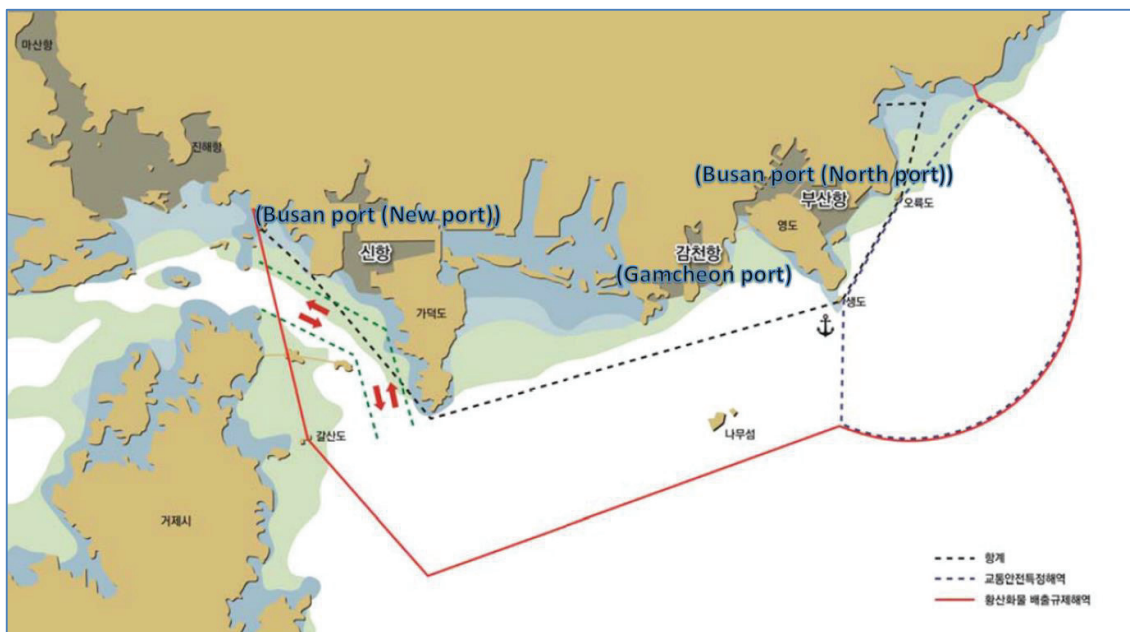 마산항
진해항
(Busan port (North port))
부산항
오륙도
(Busan port (New port))
영도
신항
감천항
(Gamcheon port)
생도
가덕도
갈산도
나무섬
거제시
항계
교통안전특정해역
황산화물 배출규제해역